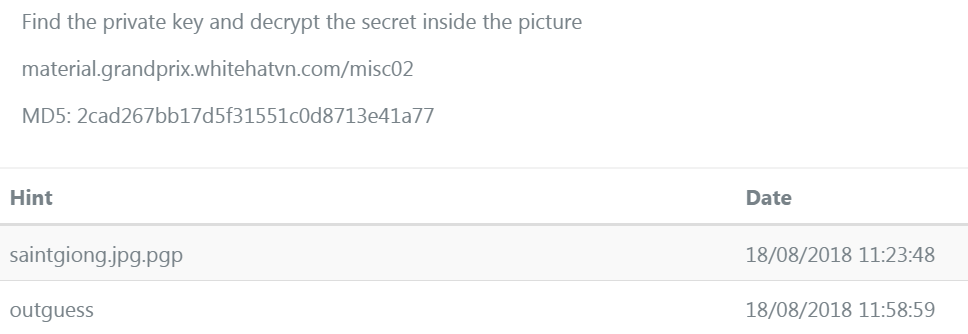 Find the private key and decrypt the secret inside the picture
material.grandprix.whitehatvn.com/misc02
MD5: 2cad267bb17d5f31551c0d8713e41a77
Hint Date
saintgiong.jpg.pgp 18/08/2018 11:23:48
outguess 18/08/2018 11:58:59